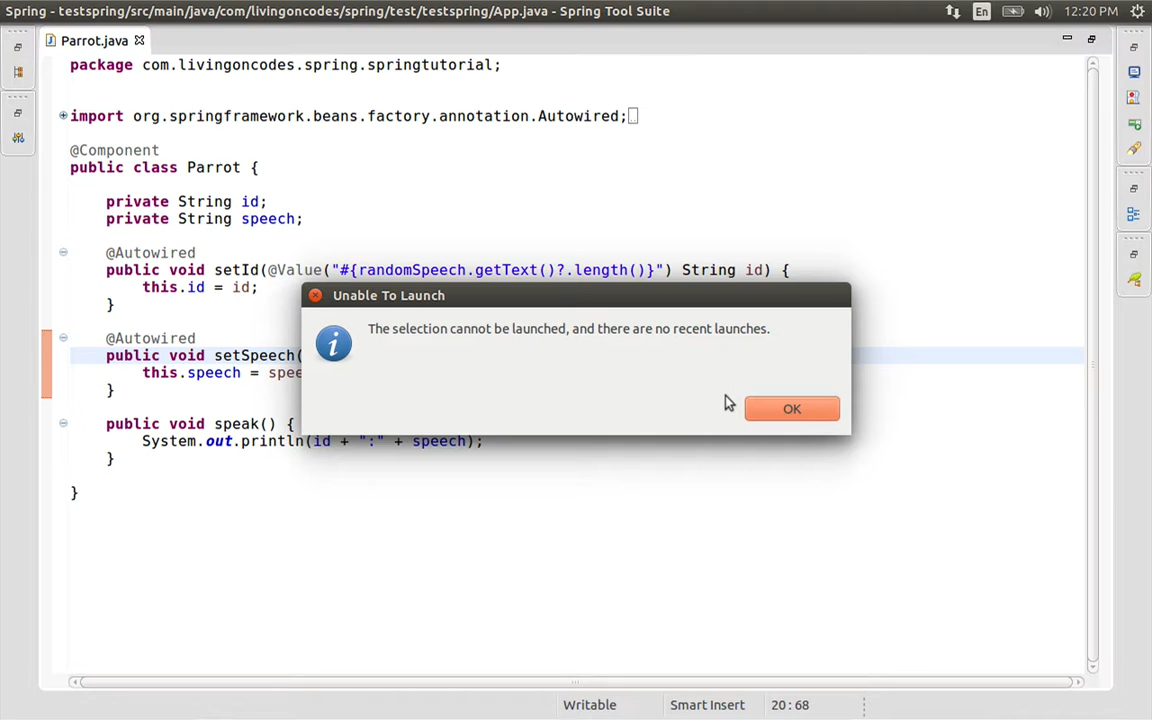 Spring - testspring/src/main/java/com/livingoncodes/spring/test/testspring/App.java - Spring Tool Suite
En
12:20 PM
Parrot.java
package com.livingoncodes.spring.springtutorial;
import org.springframework.beans.factory.annotation.Autowired;
@Component
public class Parrot {
private String id;
private String speech;
@Autowired
public void setId(@Value("#{randomSpeech.getText()?.length()}") String id) {
this.id = id;
}
@Autowired
public void setSpeech(
this.speech = spee
}
public void speak() {
System.out.println(id + ":" + speech);
}
}
Unable To Launch
The selection cannot be launched, and there are no recent launches.
OK
Writable
Smart Insert
20 : 68